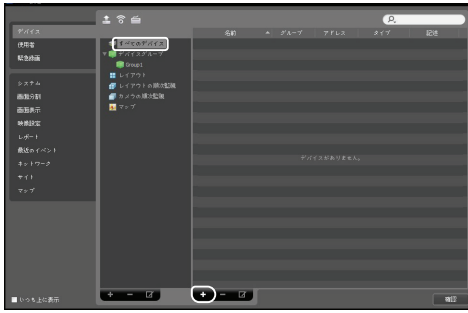 名前 グループ アドレス タイプ 記述
デバイス
使用者
緊急録画
システム
画面分割
画面表示
映像設定
レポート
最近のイベント
ネットワーク
サイト
マップ
すべてのデバイス
デバイスグループ
Group1
レイアウト
レイアウトの順次監視
カメラの順次監視
マップ
デバイスがありません。
いつも上に表示
確認